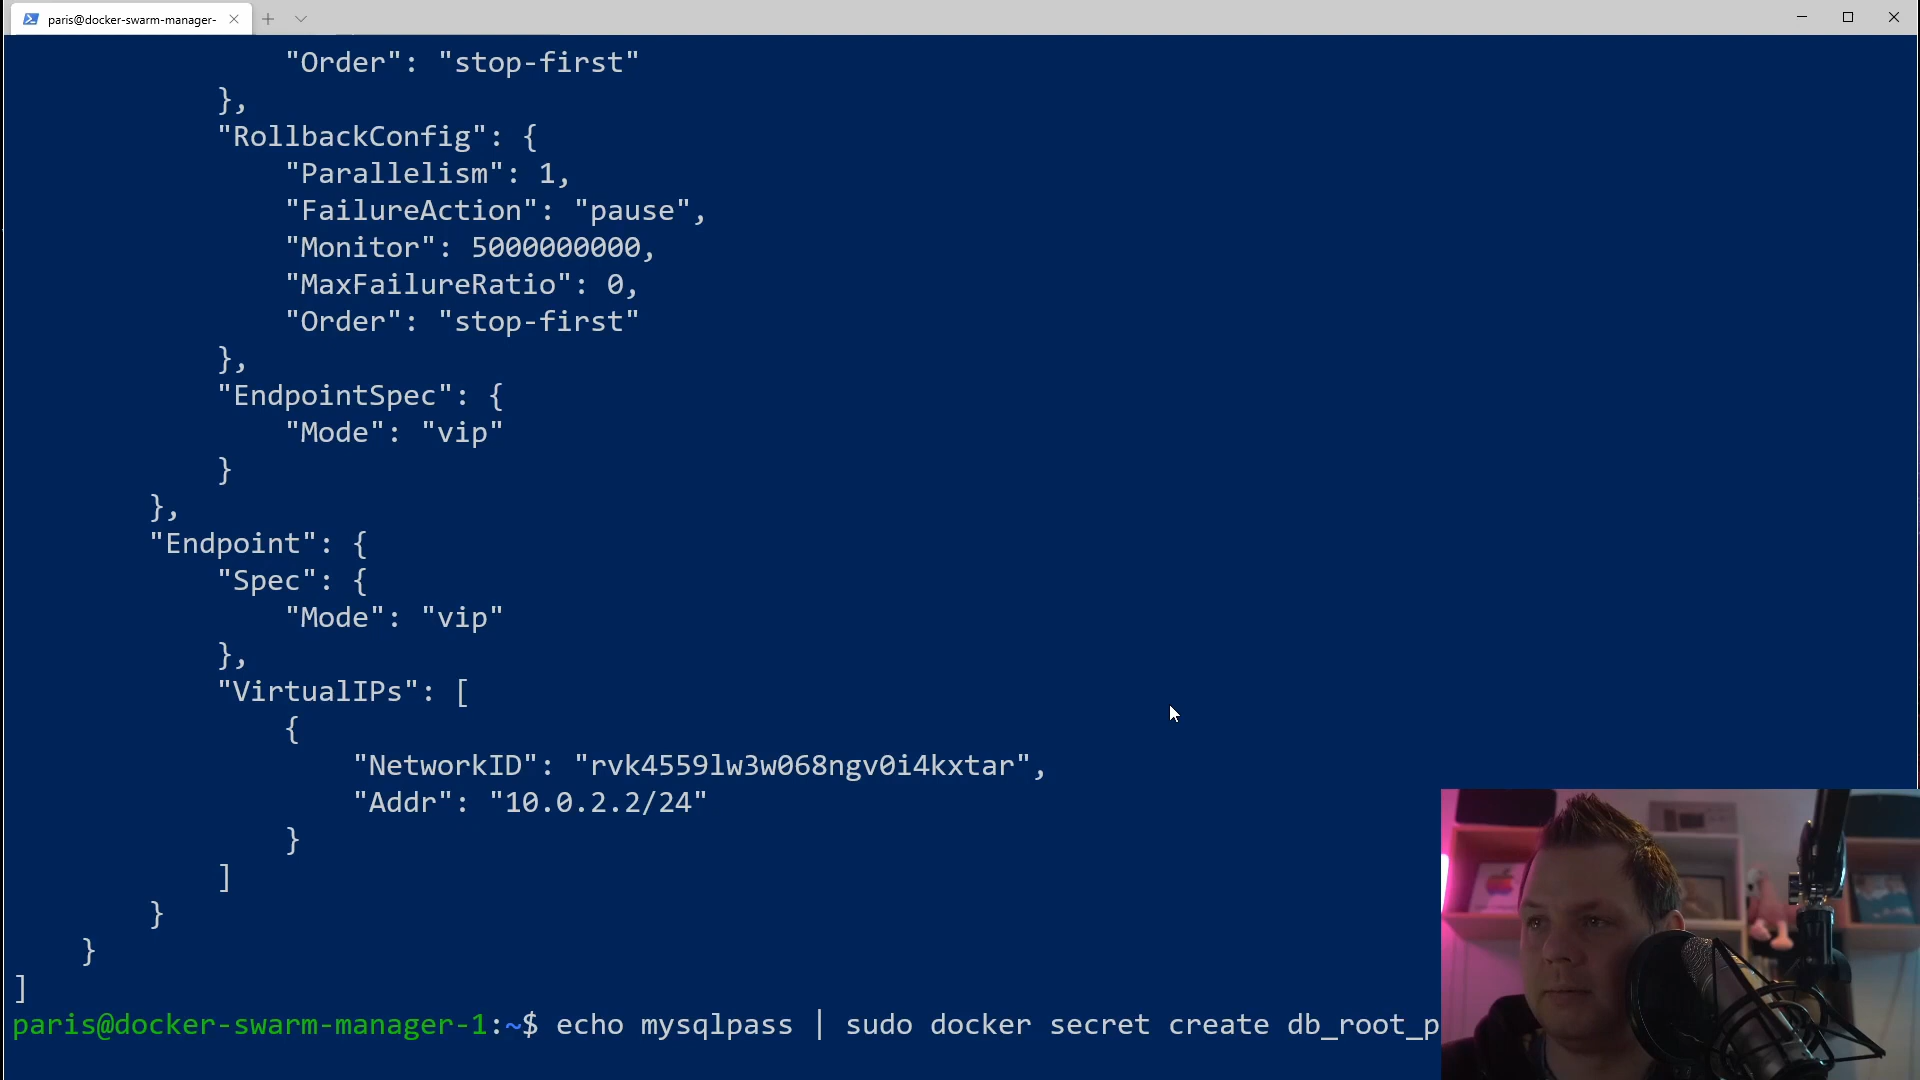 paris@docker-swarm-manager-
"Order": "stop-first"
},
"RollbackConfig": {
"Parallelism": 1,
"FailureAction": "pause",
"Monitor": 5000000000,
"MaxFailureRatio": 0,
"Order": "stop-first"
},
"EndpointSpec": {
"Mode": "vip"
}
},
"Endpoint": {
"Spec": {
"Mode": "vip"
},
"VirtualIPs": [
{
"NetworkID": "rvk4559lw3w068ngv0i4kxtar",
"Addr": "10.0.2.2/24"
}
]
}
}
]
paris@docker-swarm-manager-1:~$ echo mysqlpass | sudo docker secret create db_root_p